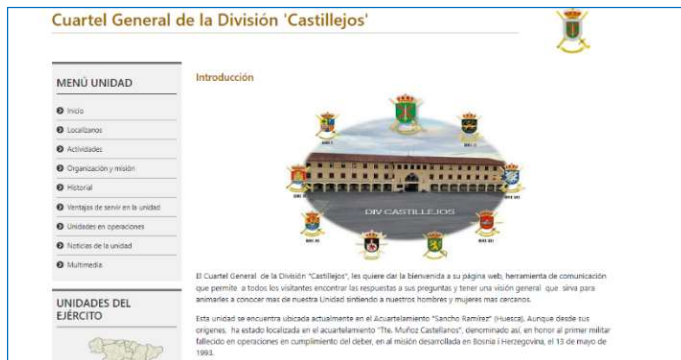 Cuartel General de la División 'Castillejos'
MENÚ UNIDAD
Inicio
Localízanos
Actividades
Organización y misión
Historial
Ventajas de servir en la unidad
Unidades en operaciones
Noticias de la unidad
Multimedia
UNIDADES DEL
EJÉRCITO
Introducción
DIV CASTILLEJOS
El Cuartel General de la División "Castillejos", les quiere dar la bienvenida a su página web, herramienta de comunicación
que permite a todos los visitantes encontrar las respuestas a sus preguntas y tener una visión general que sirva para
animarles a conocer mas de nuestra Unidad sintiendo a nuestros hombres y mujeres mas cercanos.
Esta unidad se encuentra ubicada actualmente en el Acuartelamiento "Sancho Ramírez" (Huesca). Aunque desde sus
orígenes, ha estado localizada en el acuartelamiento "Tte. Muñoz Castellanos", denominado así, en honor al primer militar
fallecido en operaciones en cumplimiento del deber, en al misión desarrollada en Bosnia i Herzegovina, el 13 de mayo de
1993.